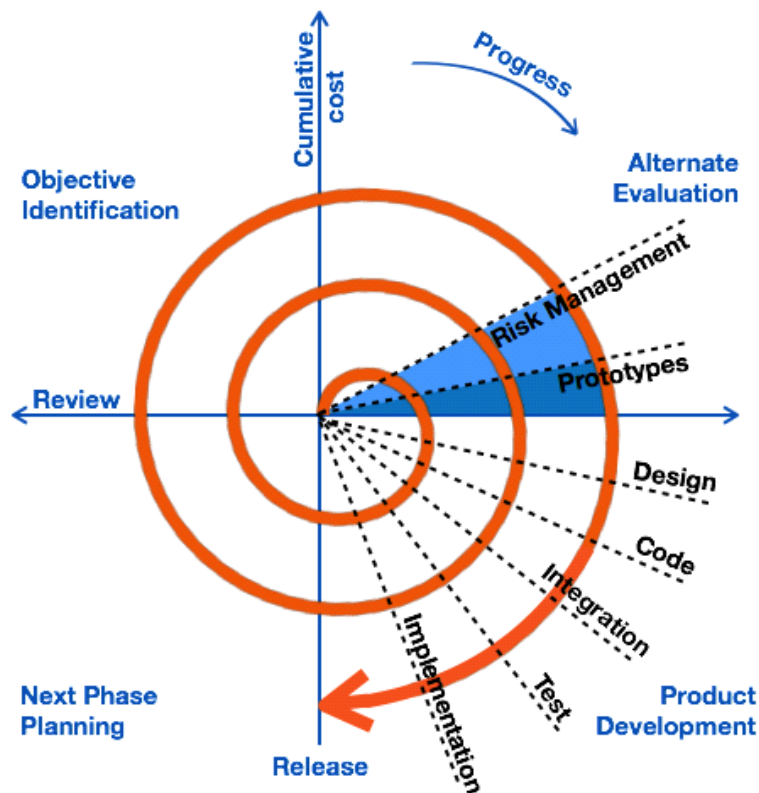 Cumulative
cost
Progress
Objective
Identification
Alternate
Evaluation
Risk Management
Prototypes
Review
Design
Code
Integration
Implementation
Test
Next Phase
Planning
Product
Development
Release